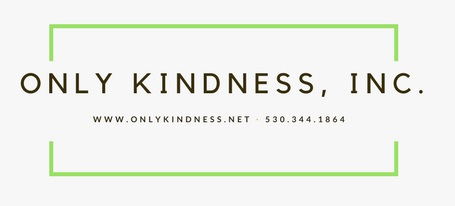 ONLY KINDNESS, INC.
WWW.ONLYKINDNESS.NET · 530.344.1864